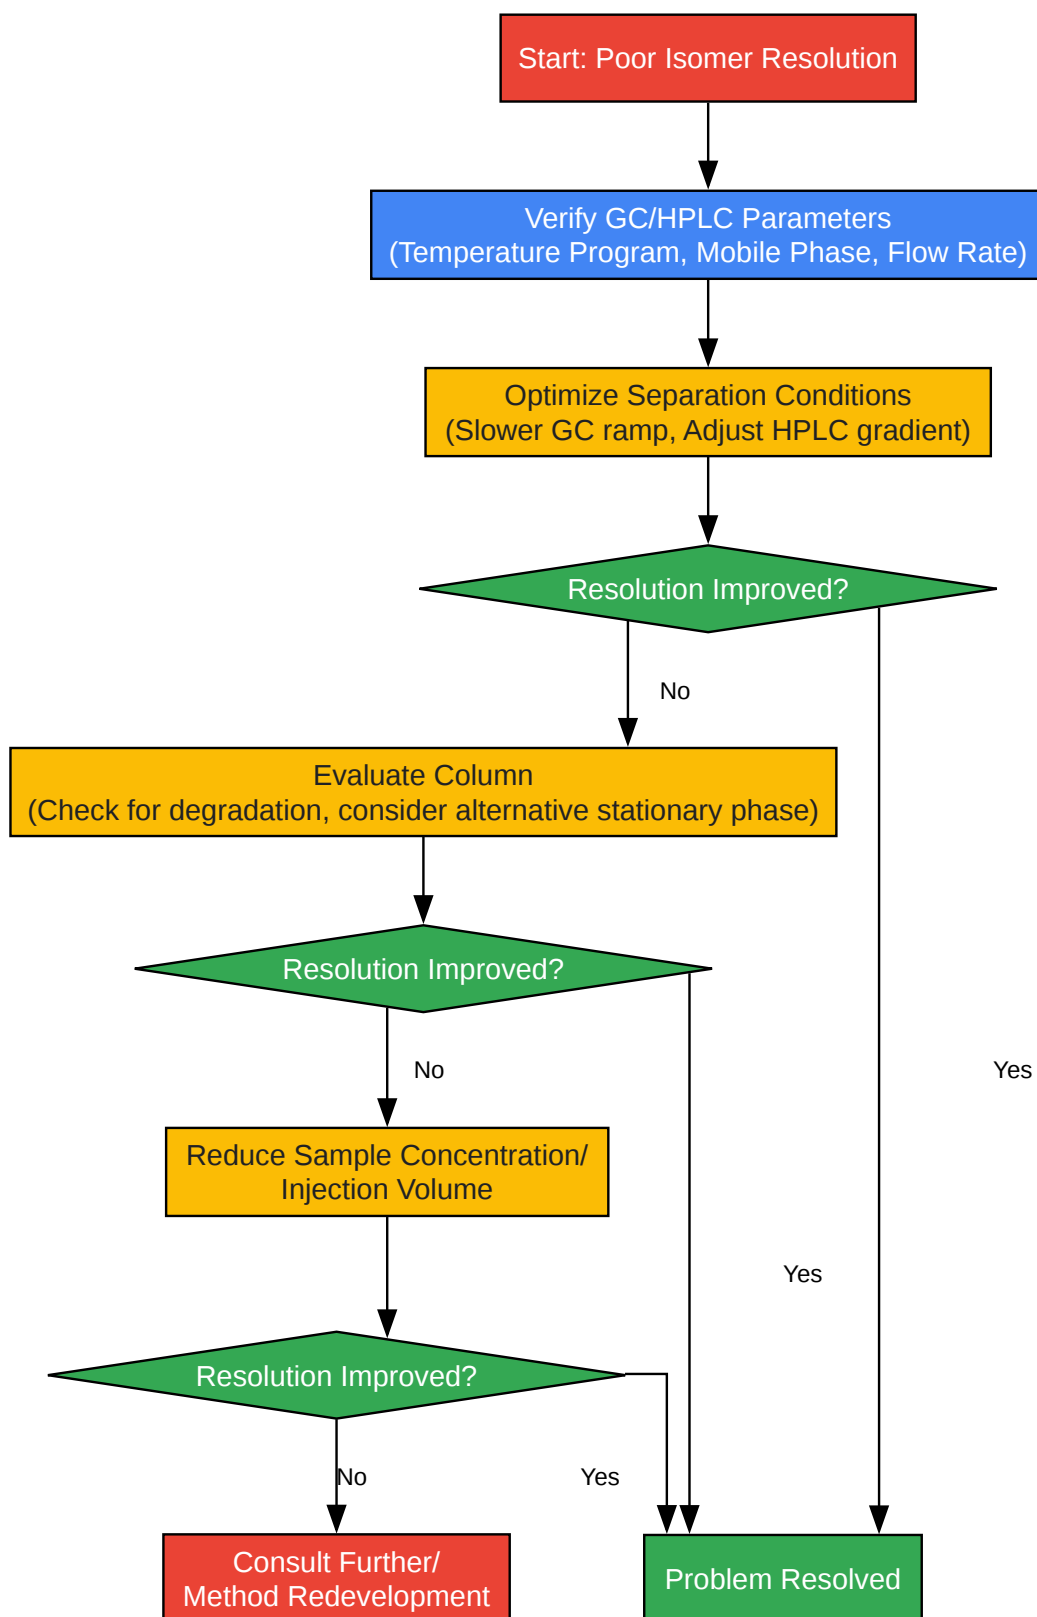 Start: Poor Isomer Resolution
Verify GC/HPLC Parameters
(Temperature Program, Mobile Phase, Flow Rate)
Optimize Separation Conditions
(Slower GC ramp, Adjust HPLC gradient)
Resolution Improved?
No
Evaluate Column
(Check for degradation, consider alternative stationary phase)
Resolution Improved?
No
Yes
Reduce Sample Concentration/
Injection Volume
Yes
Resolution Improved?
No
Yes
Consult Further/
Method Redevelopment
Problem Resolved